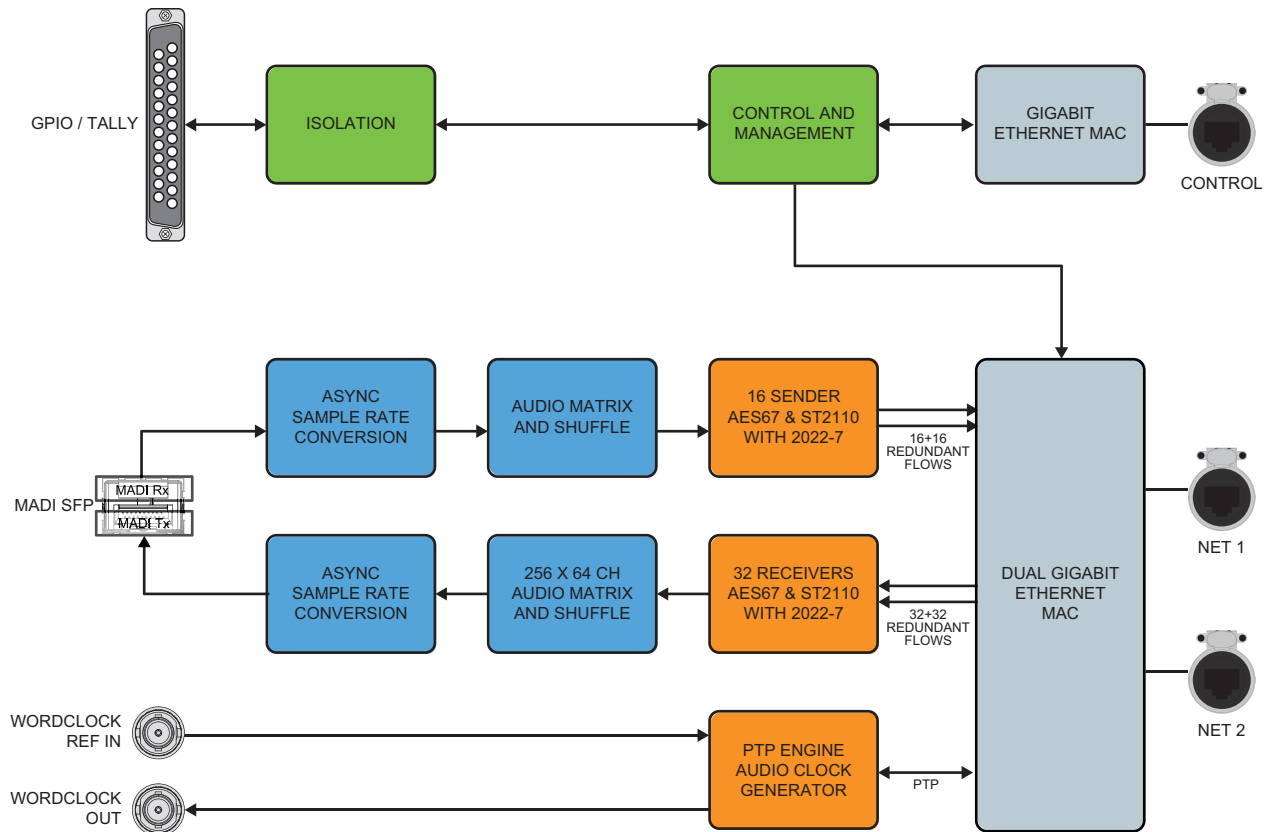 GPIO / TALLY
ISOLATION
CONTROL AND
MANAGEMENT
GIGABIT
ETHERNET MAC
CONTROL
MADI SFP
MADI Rx
MADI Tx
ASYNC
SAMPLE RATE
CONVERSION
AUDIO MATRIX
AND SHUFFLE
16 SENDER
AES67 & ST2110
WITH 2022-7
16+16
REDUNDANT
FLOWS
ASYNC
SAMPLE RATE
CONVERSION
256 X 64 CH
AUDIO MATRIX
AND SHUFFLE
32 RECEIVERS
AES67 & ST2110
WITH 2022-7
32+32
REDUNDANT
FLOWS
DUAL GIGABIT
ETHERNET
MAC
NET 1
NET 2
WORDCLOCK
REF IN
WORDCLOCK
OUT
PTP ENGINE
AUDIO CLOCK
GENERATOR
PTP